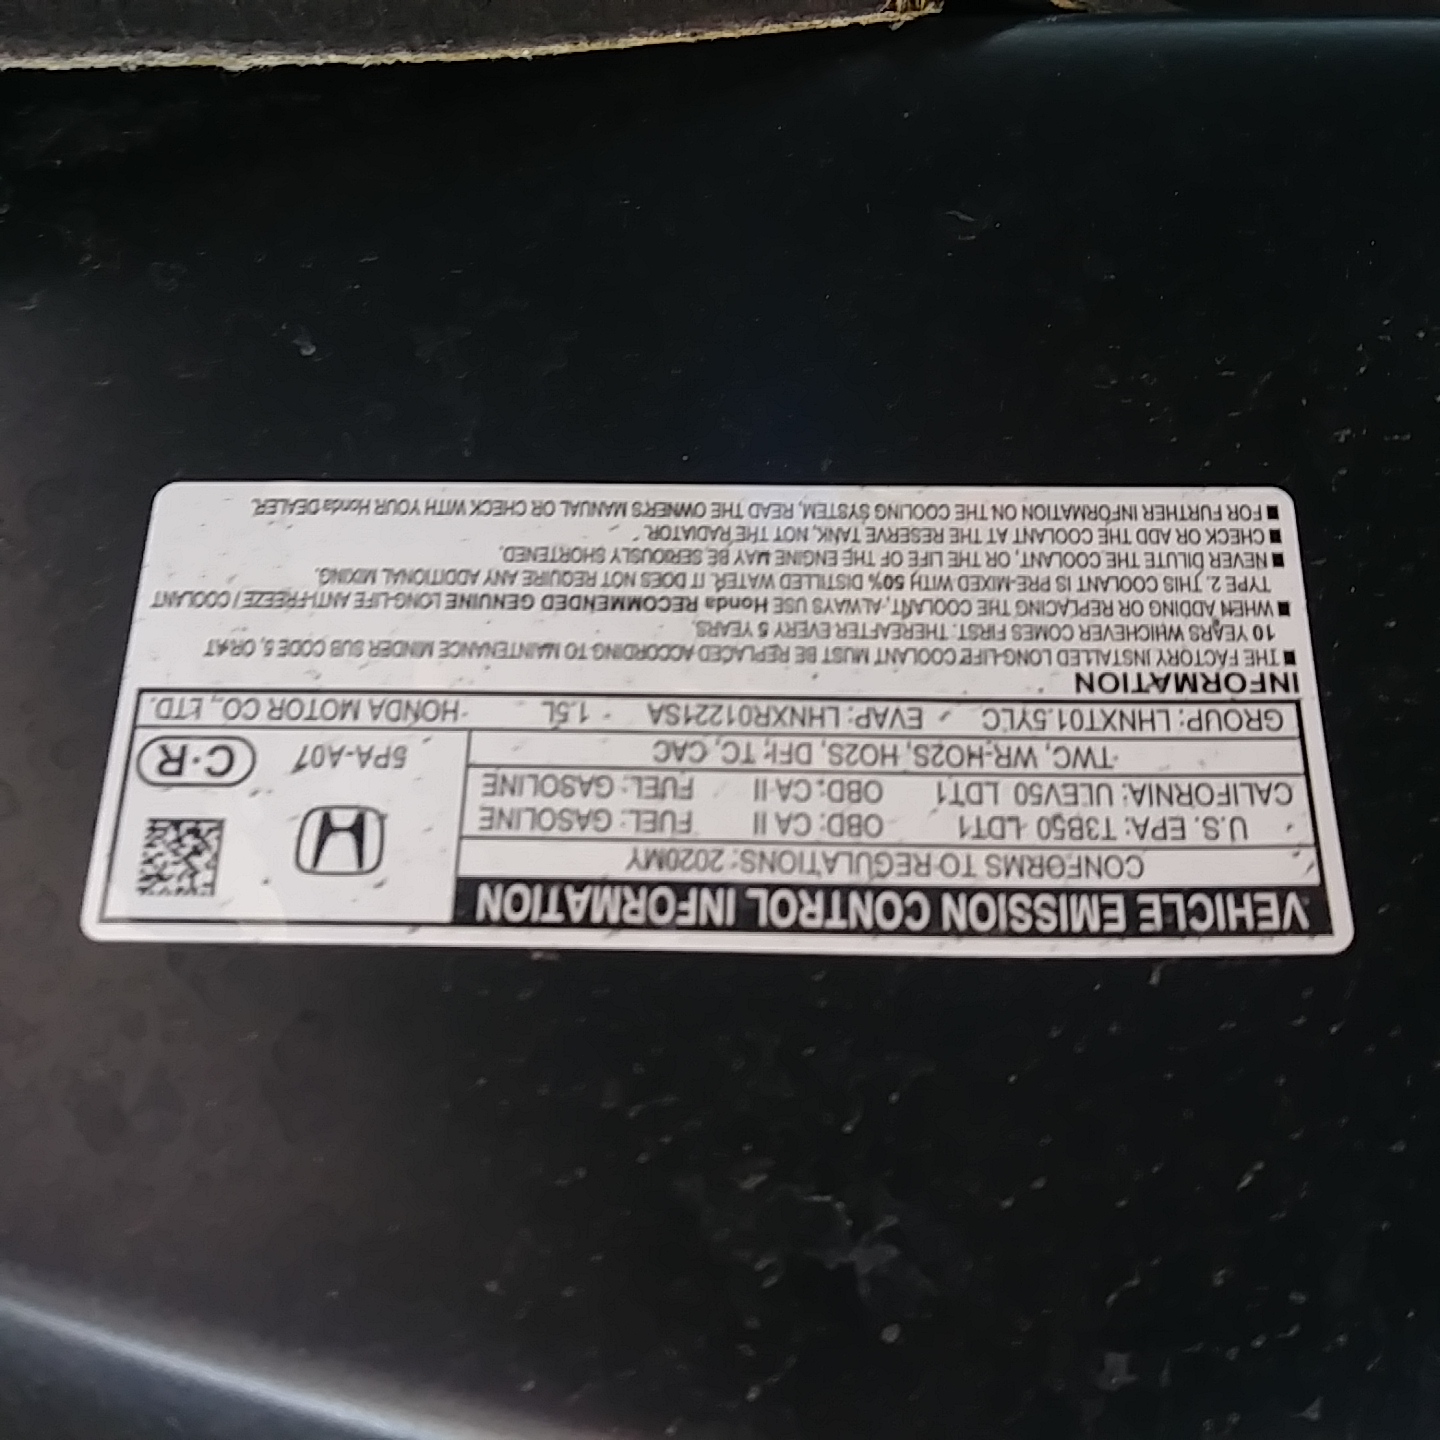 VEHICLE EMISSION CONTROL INFORMATION
CONFORMS TO REGULATIONS: 2020MY
U.S. EPA: T3B50 LDT1 OBD: CA II FUEL: GASOLINE
CALIFORNIA: ULEV50 LDT1 OBD: CA II FUEL: GASOLINE
TWC, WR-HO2S, HO2S, DFI, TC, CAC
5PA-A07 C·R
GROUP: LHNXT01.5YLC EVAP: LHNXR01221SA 1.5L HONDA MOTOR CO., LTD.
INFORMATION
■ THE FACTORY INSTALLED LONG-LIFE COOLANT MUST BE REPLACED ACCORDING TO MAINTENANCE MINDER SUB CODE 5, OR AT
10 YEARS WHICHEVER COMES FIRST. THEREAFTER EVERY 5 YEARS.
■ WHEN ADDING OR REPLACING THE COOLANT, ALWAYS USE Honda RECOMMENDED GENUINE LONG-LIFE ANTI-FREEZE / COOLANT
TYPE 2. THIS COOLANT IS PRE-MIXED WITH 50% DISTILLED WATER. IT DOES NOT REQUIRE ANY ADDITIONAL MIXING.
■ NEVER DILUTE THE COOLANT, OR THE LIFE OF THE ENGINE MAY BE SERIOUSLY SHORTENED.
■ CHECK OR ADD THE COOLANT AT THE RESERVE TANK, NOT THE RADIATOR.
■ FOR FURTHER INFORMATION ON THE COOLING SYSTEM, READ THE OWNER'S MANUAL OR CHECK WITH YOUR Honda DEALER.